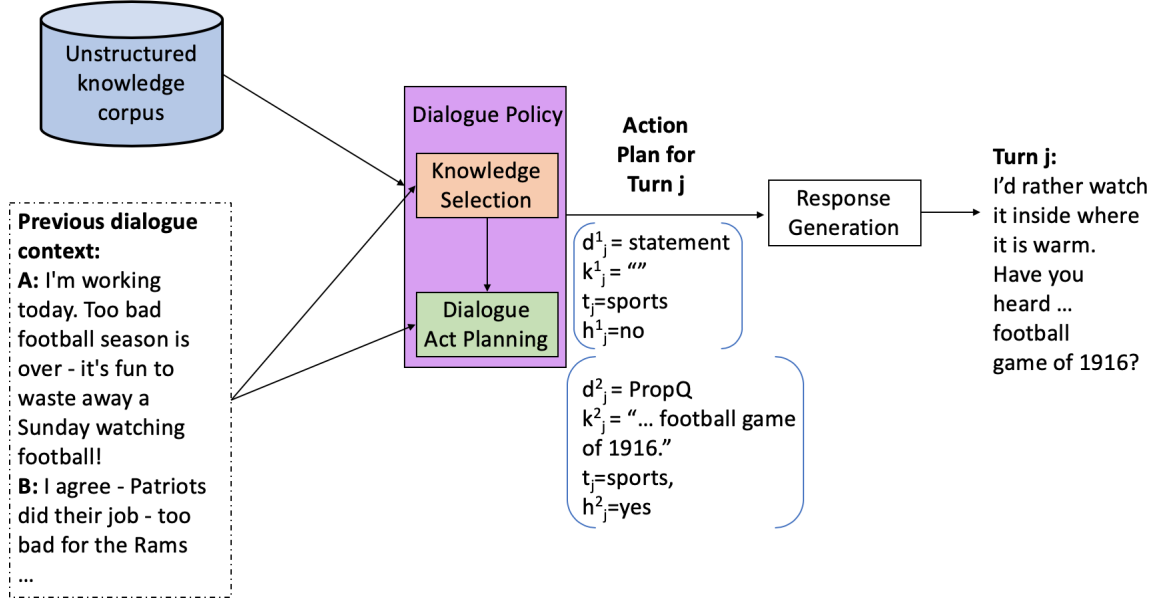 Unstructured
knowledge
corpus
Previous dialogue
context:
A: I'm working
today. Too bad
football season is
over - it's fun to
waste away a
Sunday watching
football!
B: I agree - Patriots
did their job - too
bad for the Rams
...
Dialogue Policy
Knowledge
Selection
Dialogue
Act Planning
Action
Plan for
Turn j
d¹ⱼ = statement
k¹ⱼ = “”
tⱼ=sports
h¹ⱼ=no
d²ⱼ = PropQ
k²ⱼ = “... football game
of 1916.”
tⱼ=sports,
h²ⱼ=yes
Response
Generation
Turn j:
I’d rather watch
it inside where
it is warm.
Have you
heard ...
football
game of 1916?